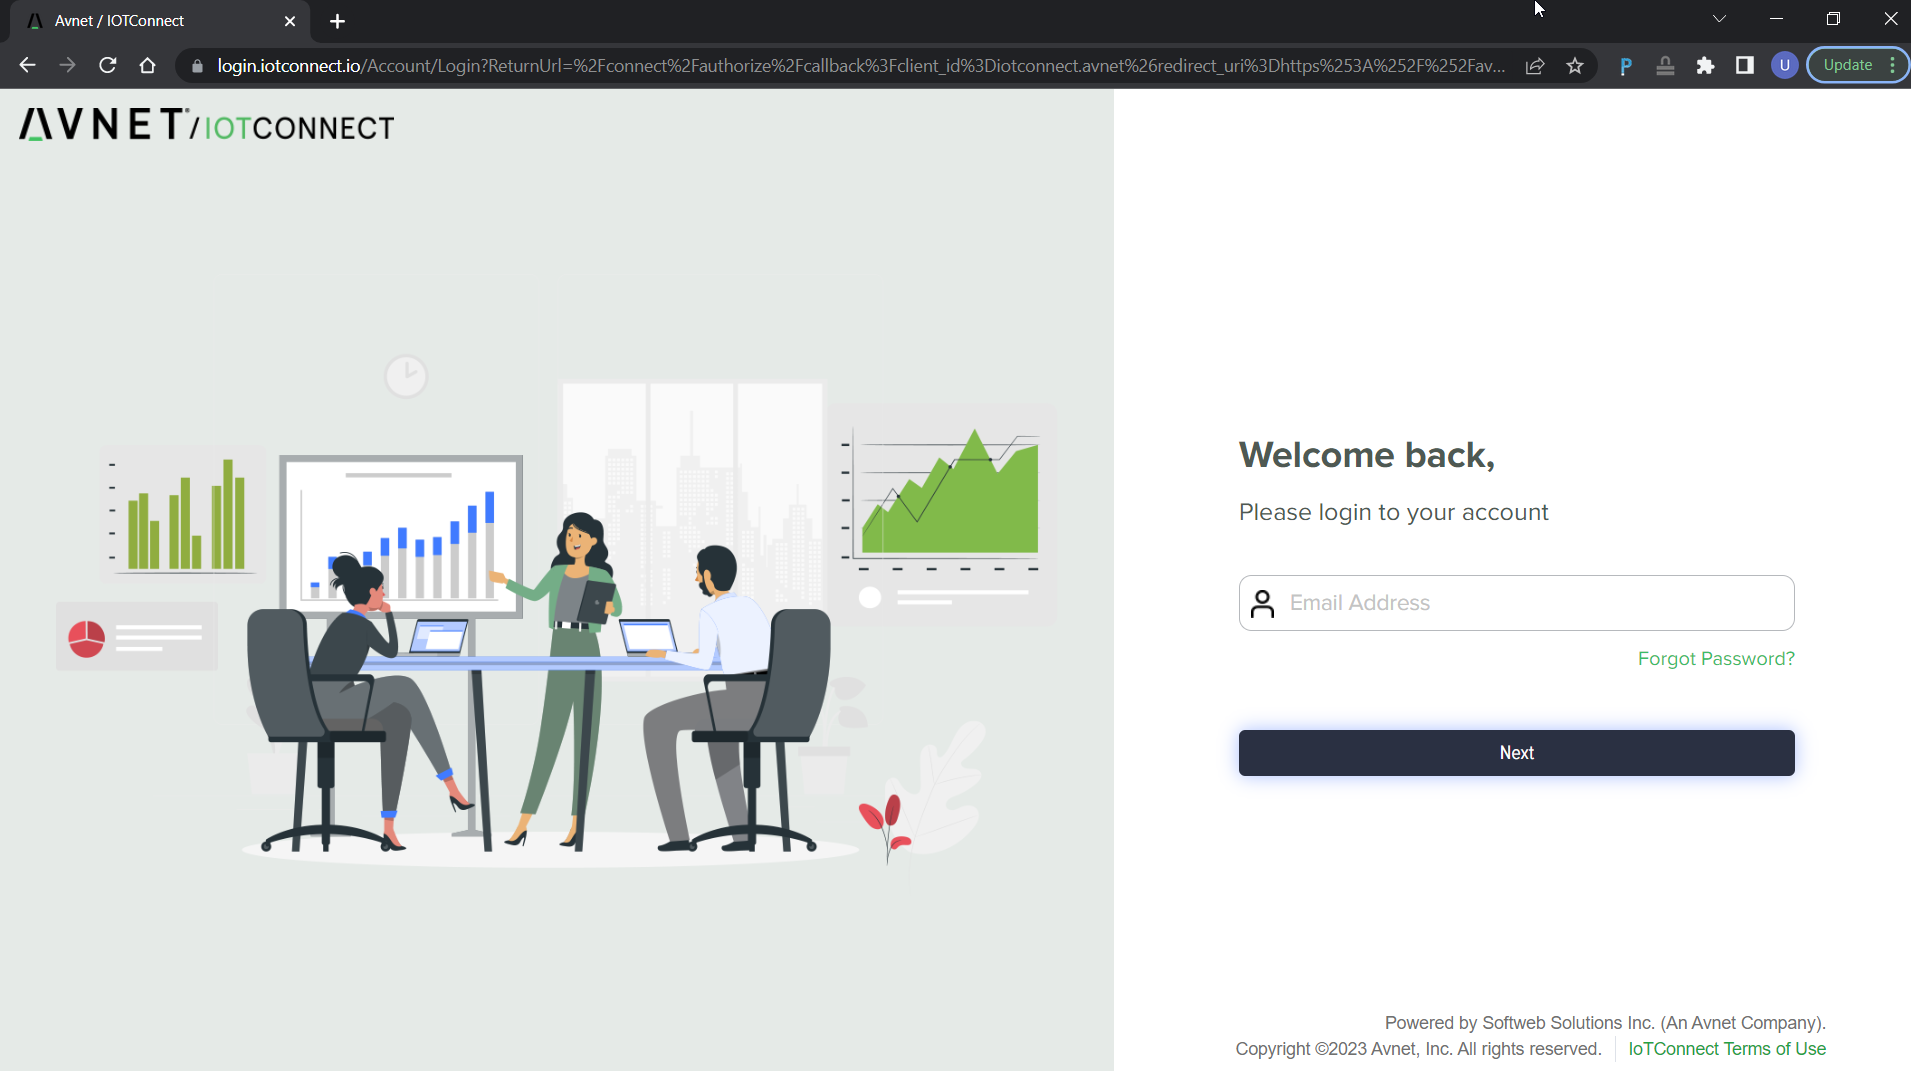 Avnet / IOTConnect
login.iotconnect.io/Account/Login?ReturnUrl=%2Fconnect%2Fauthorize%2Fcallback%3Fclient_id%3Diotconnect.avnet%26redirect_uri%3Dhttps%253A%252F%252Fav...
P
U
Update
AVNET®/IOTCONNECT
Welcome back,
Please login to your account
Email Address
Forgot Password?
Next
Powered by Softweb Solutions Inc. (An Avnet Company).
Copyright ©2023 Avnet, Inc. All rights reserved. IoTConnect Terms of Use